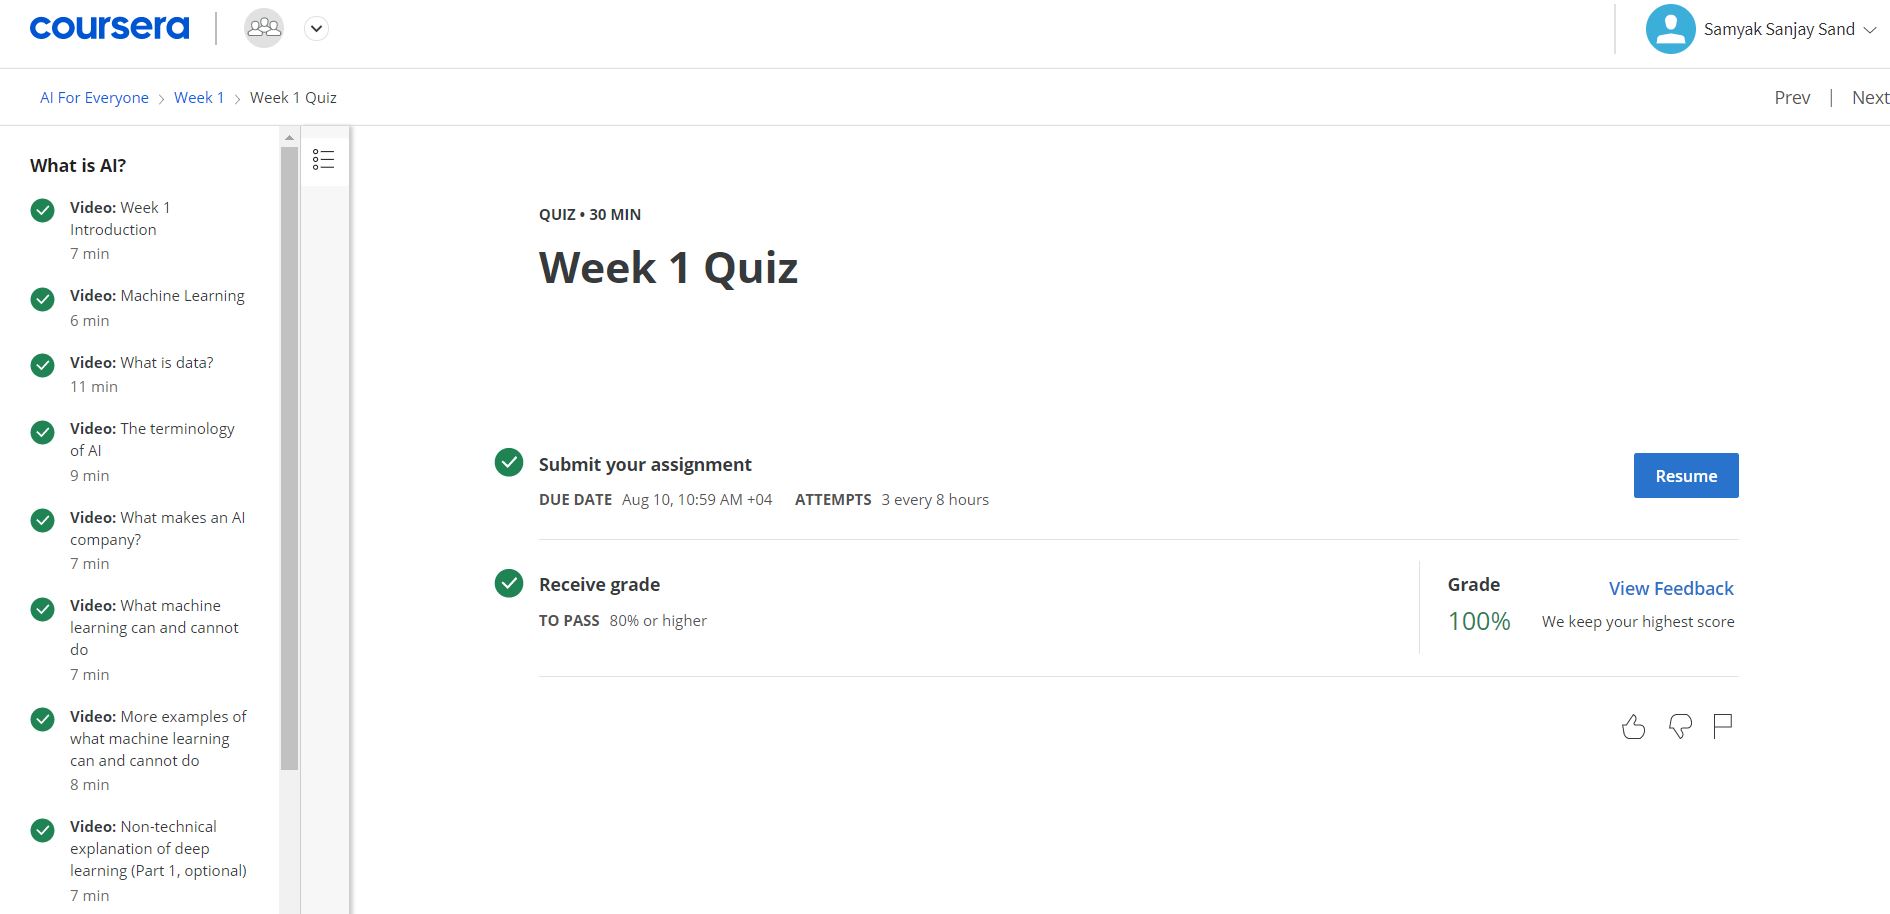 coursera
Samyak Sanjay Sand
AI For Everyone > Week 1 > Week 1 Quiz
Prev | Next
What is AI?
Video: Week 1
Introduction
7 min
Video: Machine Learning
6 min
Video: What is data?
11 min
Video: The terminology
of AI
9 min
Video: What makes an AI
company?
7 min
Video: What machine
learning can and cannot
do
7 min
Video: More examples of
what machine learning
can and cannot do
8 min
Video: Non-technical
explanation of deep
learning (Part 1, optional)
7 min
QUIZ • 30 MIN
Week 1 Quiz
Submit your assignment
DUE DATE Aug 10, 10:59 AM +04 ATTEMPTS 3 every 8 hours
Resume
Receive grade
TO PASS 80% or higher
Grade
100%
View Feedback
We keep your highest score